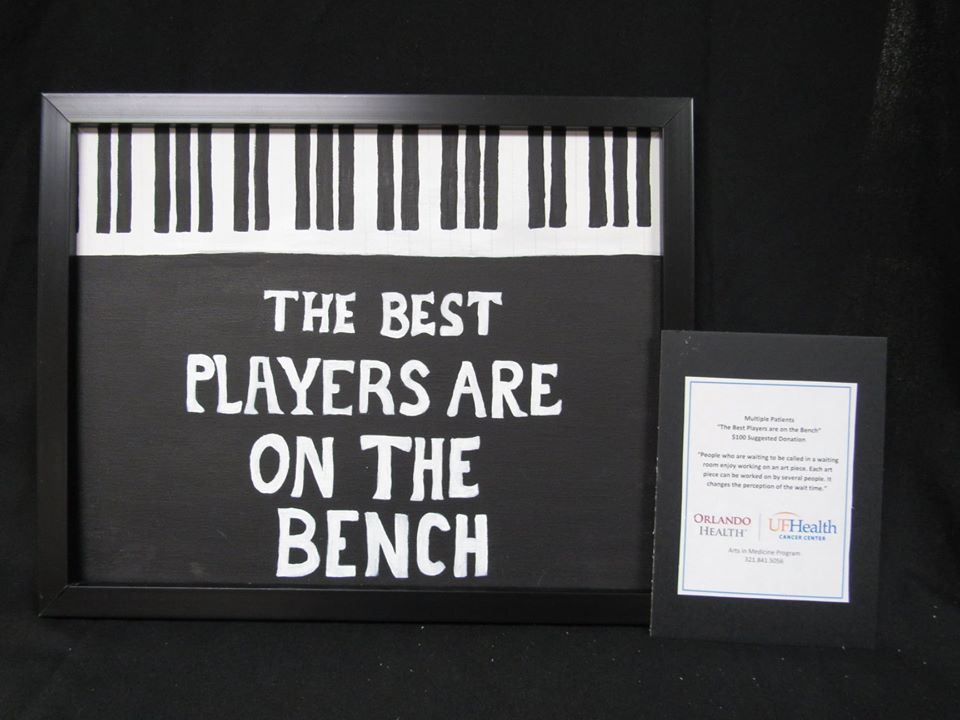 THE BEST
PLAYERS ARE
ON THE
BENCH
Multiple Patients
"The Best Players are on the Bench"
$100 Suggested Donation
"People who are waiting to be called in a waiting
room enjoy working on an art piece. Each art
piece can be worked on by several people. It
changes the perception of the wait time."
ORLANDO
HEALTH®
UFHealth
CANCER CENTER
Arts in Medicine Program
321.841.5056